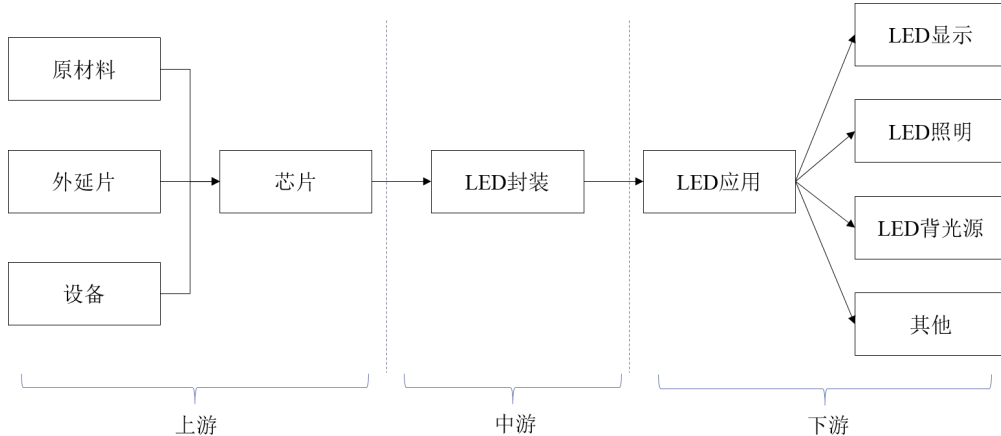 原材料
外延片
设备
芯片
LED封装
LED应用
LED显示
LED照明
LED背光源
其他
上游
中游
下游